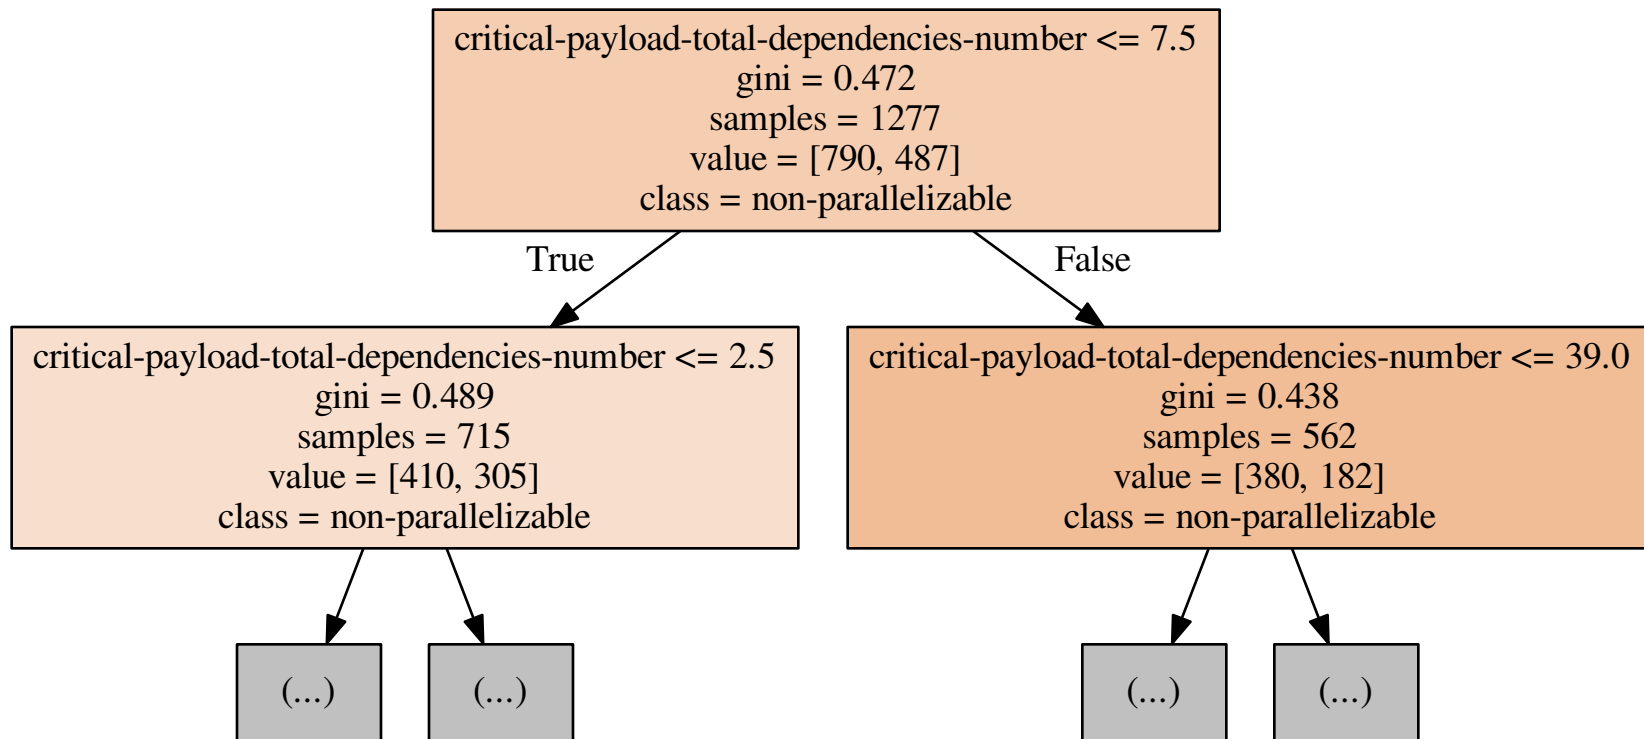 critical-payload-total-dependencies-number <= 7.5
gini = 0.472
samples = 1277
value = [790, 487]
class = non-parallelizable
True
False
critical-payload-total-dependencies-number <= 2.5
gini = 0.489
samples = 715
value = [410, 305]
class = non-parallelizable
critical-payload-total-dependencies-number <= 39.0
gini = 0.438
samples = 562
value = [380, 182]
class = non-parallelizable
(...)
(...)
(...)
(...)